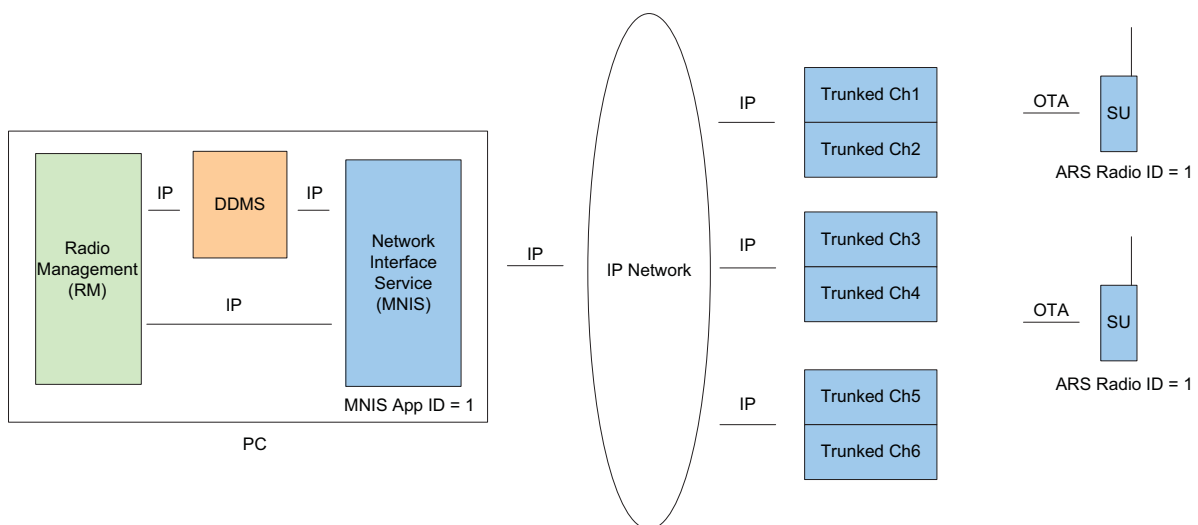 Radio
Management
(RM)
IP
DDMS
IP
Network
Interface
Service
(MNIS)
IP
MNIS App ID = 1
PC
IP
IP Network
IP
Trunked Ch1
Trunked Ch2
IP
Trunked Ch3
Trunked Ch4
IP
Trunked Ch5
Trunked Ch6
OTA
SU
ARS Radio ID = 1
OTA
SU
ARS Radio ID = 1